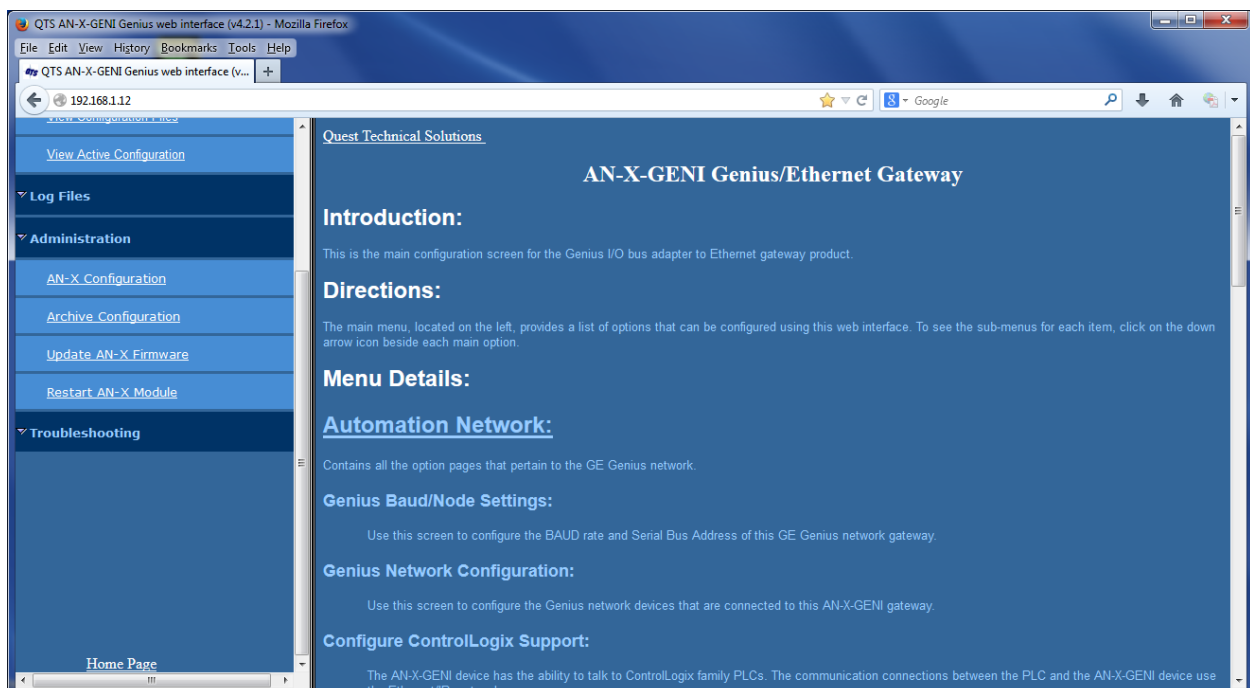 QTS AN-X-GENI Genius web interface (v4.2.1) - Mozilla Firefox
File Edit View History Bookmarks Tools Help
QTS AN-X-GENI Genius web interface (v...
192.168.1.12
Google
View Configuration Files
View Active Configuration
Log Files
Administration
AN-X Configuration
Archive Configuration
Update AN-X Firmware
Restart AN-X Module
Troubleshooting
Home Page
Quest Technical Solutions
AN-X-GENI Genius/Ethernet Gateway
Introduction:
This is the main configuration screen for the Genius I/O bus adapter to Ethernet gateway product.
Directions:
The main menu, located on the left, provides a list of options that can be configured using this web interface. To see the sub-menus for each item, click on the down
arrow icon beside each main option.
Menu Details:
Automation Network:
Contains all the option pages that pertain to the GE Genius network.
Genius Baud/Node Settings:
Use this screen to configure the BAUD rate and Serial Bus Address of this GE Genius network gateway.
Genius Network Configuration:
Use this screen to configure the Genius network devices that are connected to this AN-X-GENI gateway.
Configure ControlLogix Support:
The AN-X-GENI device has the ability to talk to ControlLogix family PLCs. The communication connections between the PLC and the AN-X-GENI device use